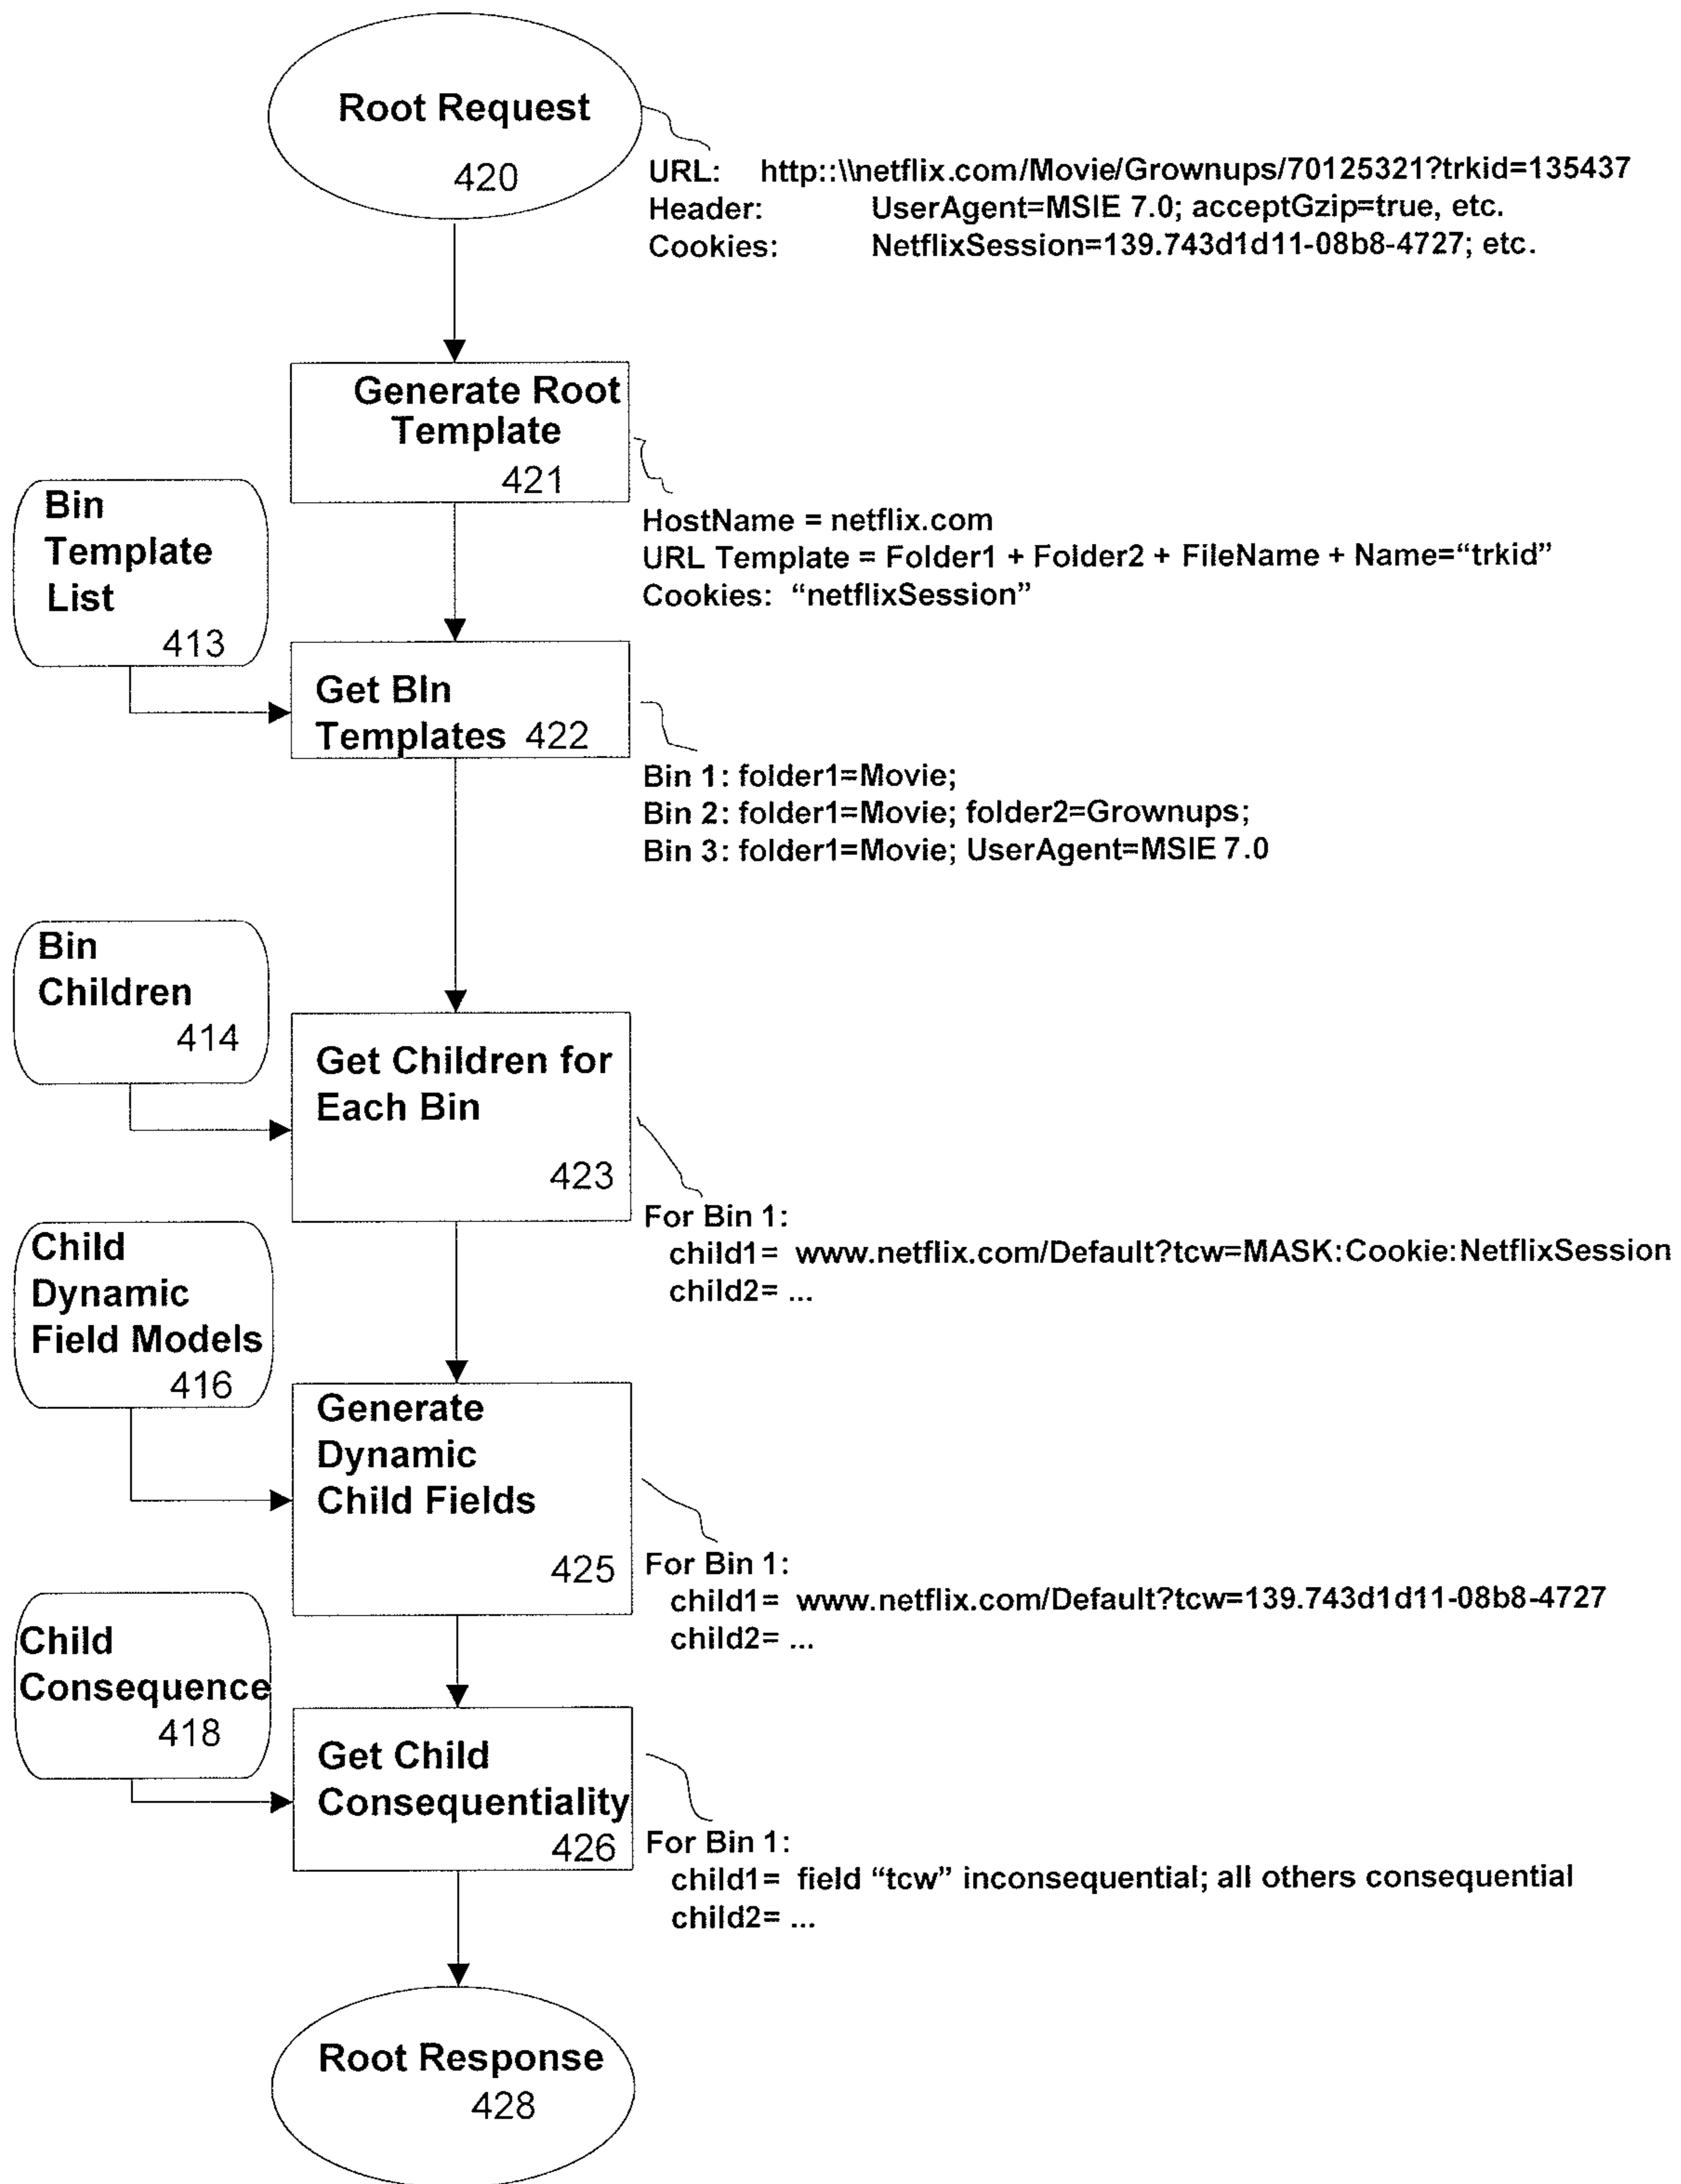 Root Request
420
URL: http::\\netflix.com/Movie/Grownups/70125321?trkid=135437
Header: UserAgent=MSIE 7.0; acceptGzip=true, etc.
Cookies: NetflixSession=139.743d1d11-08b8-4727; etc.
Generate Root
Template
421
HostName = netflix.com
URL Template = Folder1 + Folder2 + FileName + Name=“trkid”
Cookies: “netflixSession”
Bin
Template
List
413
Get BIn
Templates 422
Bin 1: folder1=Movie;
Bin 2: folder1=Movie; folder2=Grownups;
Bin 3: folder1=Movie; UserAgent=MSIE 7.0
Bin
Children
414
Get Children for
Each Bin
423
For Bin 1:
child1= www.netflix.com/Default?tcw=MASK:Cookie:NetflixSession
child2= ...
Child
Dynamic
Field Models
416
Generate
Dynamic
Child Fields
425
For Bin 1:
child1= www.netflix.com/Default?tcw=139.743d1d11-08b8-4727
child2= ...
Child
Consequence
418
Get Child
Consequentiality
426
For Bin 1:
child1= field “tcw” inconsequential; all others consequential
child2= ...
Root Response
428